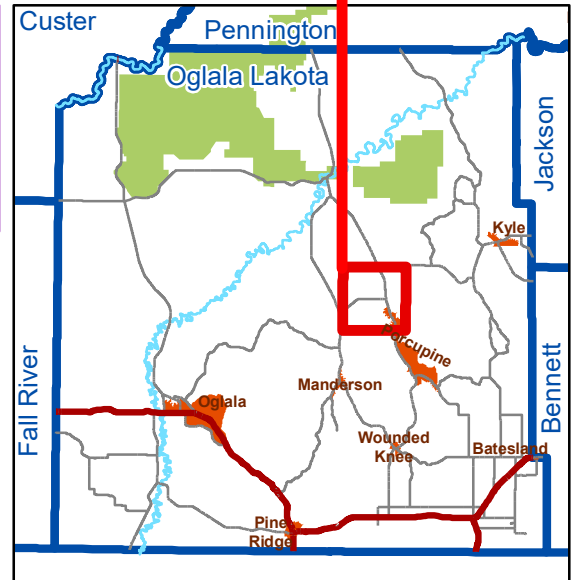 Custer
Pennington
Oglala Lakota
Jackson
Kyle
Porcupine
Fall River
Manderson
Oglala
Bennett
Wounded
Knee
Batesland
Pine
Ridge